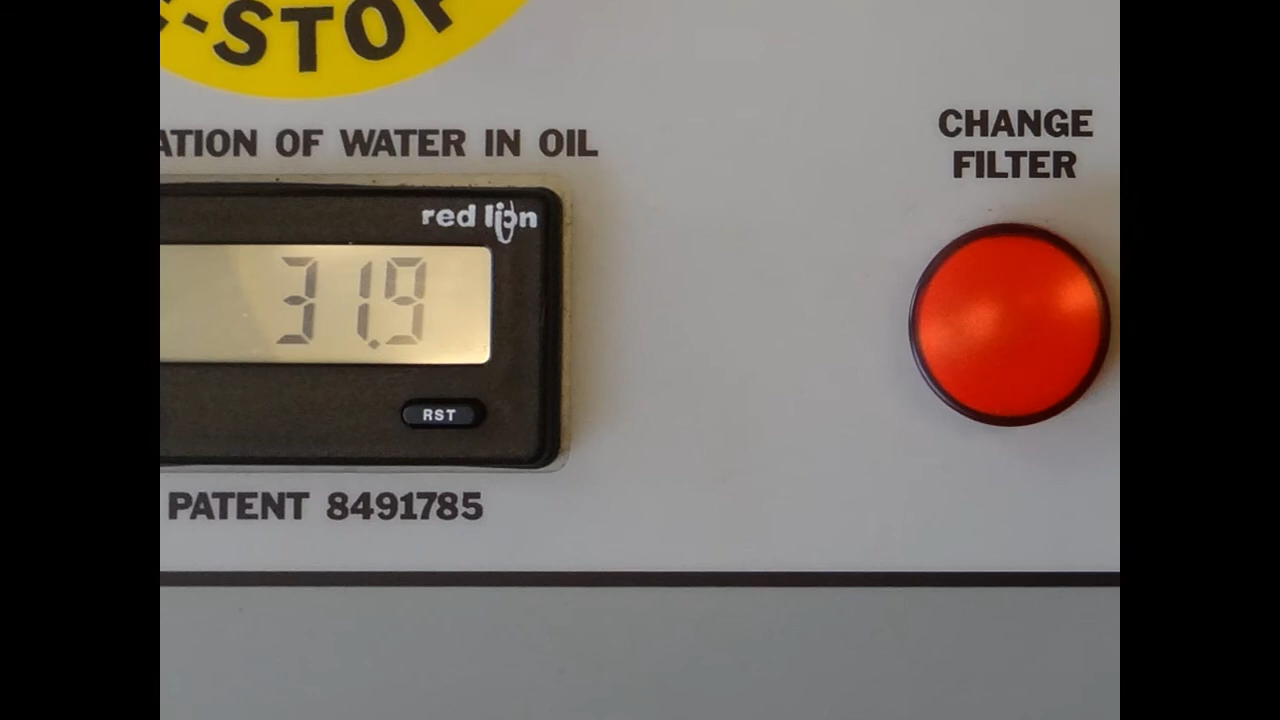 E-STOP
ATION OF WATER IN OIL
CHANGE
FILTER
red lion
31.9
RST
PATENT 8491785